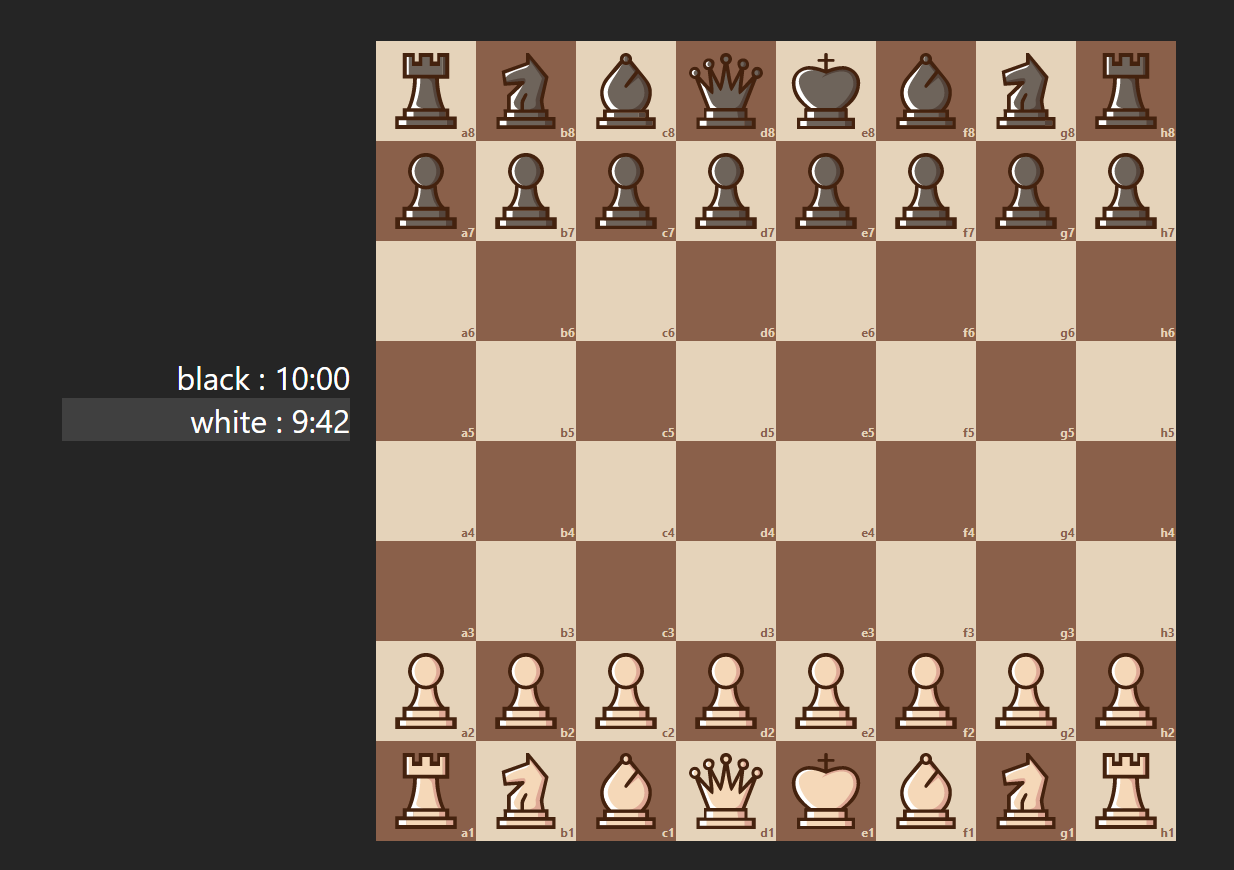 a8 b8 c8 d8 e8 f8 g8 h8
a7 b7 c7 d7 e7 f7 g7 h7
a6 b6 c6 d6 e6 f6 g6 h6
black : 10:00
white : 9:42
a5 b5 c5 d5 e5 f5 g5 h5
a4 b4 c4 d4 e4 f4 g4 h4
a3 b3 c3 d3 e3 f3 g3 h3
a2 b2 c2 d2 e2 f2 g2 h2
a1 b1 c1 d1 e1 f1 g1 h1